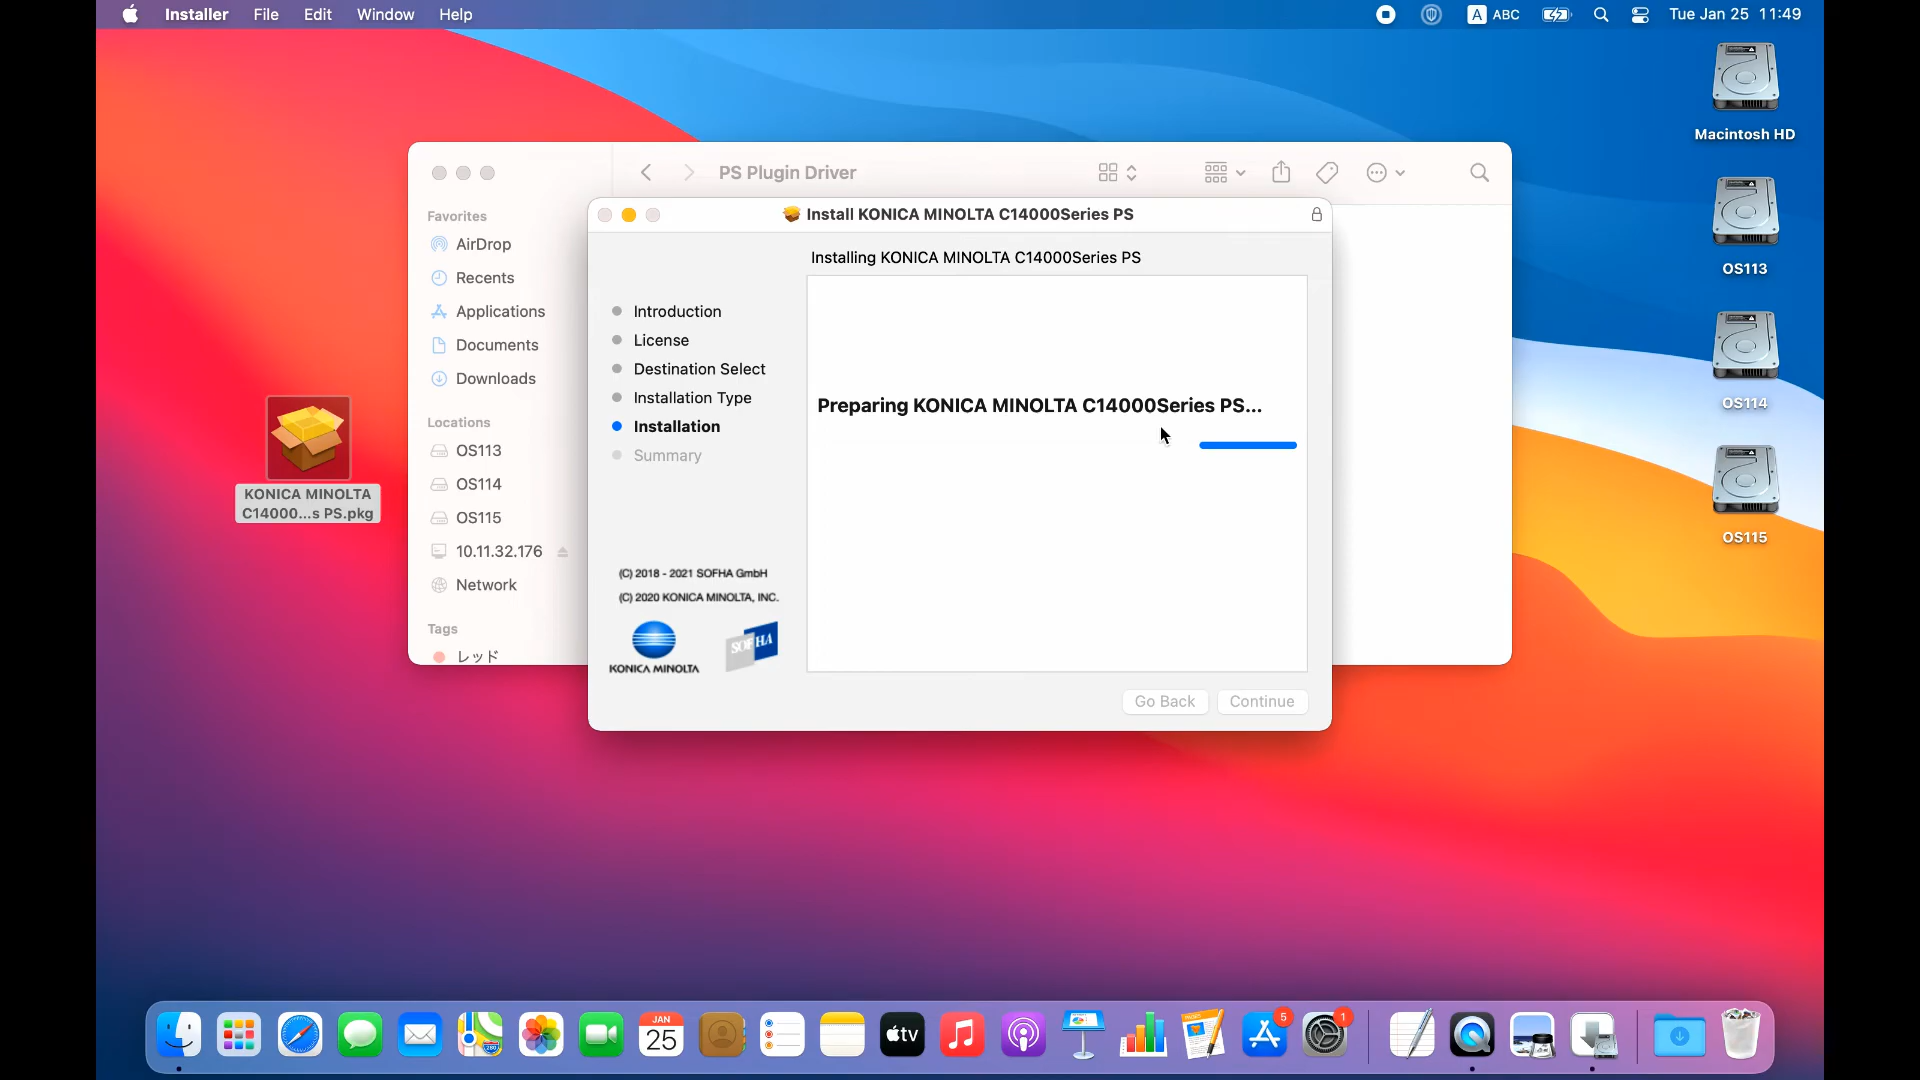 Installer File Edit Window Help
A ABC Tue Jan 25 11:49
Macintosh HD
OS113
OS114
OS115
PS Plugin Driver
Favorites
AirDrop
Recents
Applications
Documents
Downloads
Locations
OS113
OS114
OS115
10.11.32.176
Network
Tags
レッド
KONICA MINOLTA
C14000...s PS.pkg
Install KONICA MINOLTA C14000Series PS
Installing KONICA MINOLTA C14000Series PS
Introduction
License
Destination Select
Installation Type
Installation
Summary
Preparing KONICA MINOLTA C14000Series PS...
(C) 2018 - 2021 SOFHA GmbH
(C) 2020 KONICA MINOLTA, INC.
KONICA MINOLTA
SOFHA
Go Back Continue
JAN
25
tv
5
1